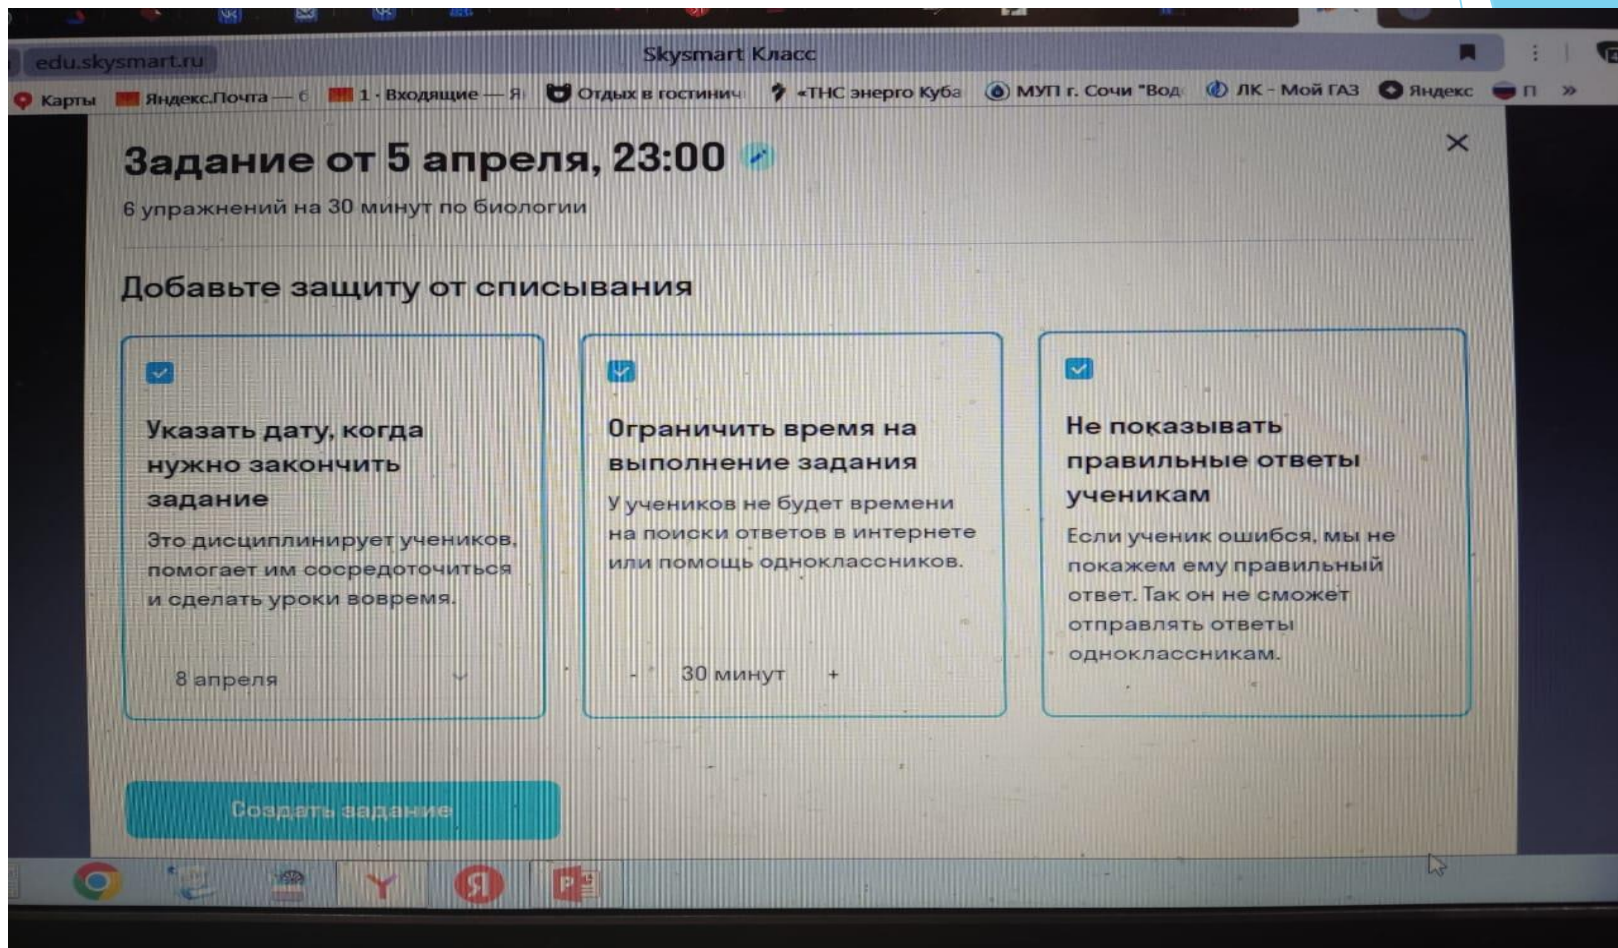 edu.skysmart.ru
Skysmart Класс
Карты
Яндекс.Почта — б
1 · Входящие — Я
Отдых в гостинич
«ТНС энерго Куба
МУП г. Сочи "Вод
ЛК - Мой ГАЗ
Яндекс
П
»
Задание от 5 апреля, 23:00
6 упражнений на 30 минут по биологии
Добавьте защиту от списывания
Указать дату, когда
нужно закончить
задание
Это дисциплинирует учеников,
помогает им сосредоточиться
и сделать уроки вовремя.
8 апреля
Ограничить время на
выполнение задания
У учеников не будет времени
на поиски ответов в интернете
или помощь одноклассников.
- 30 минут +
Не показывать
правильные ответы
ученикам
Если ученик ошибся, мы не
покажем ему правильный
ответ. Так он не сможет
отправлять ответы
одноклассникам.
Создать задание